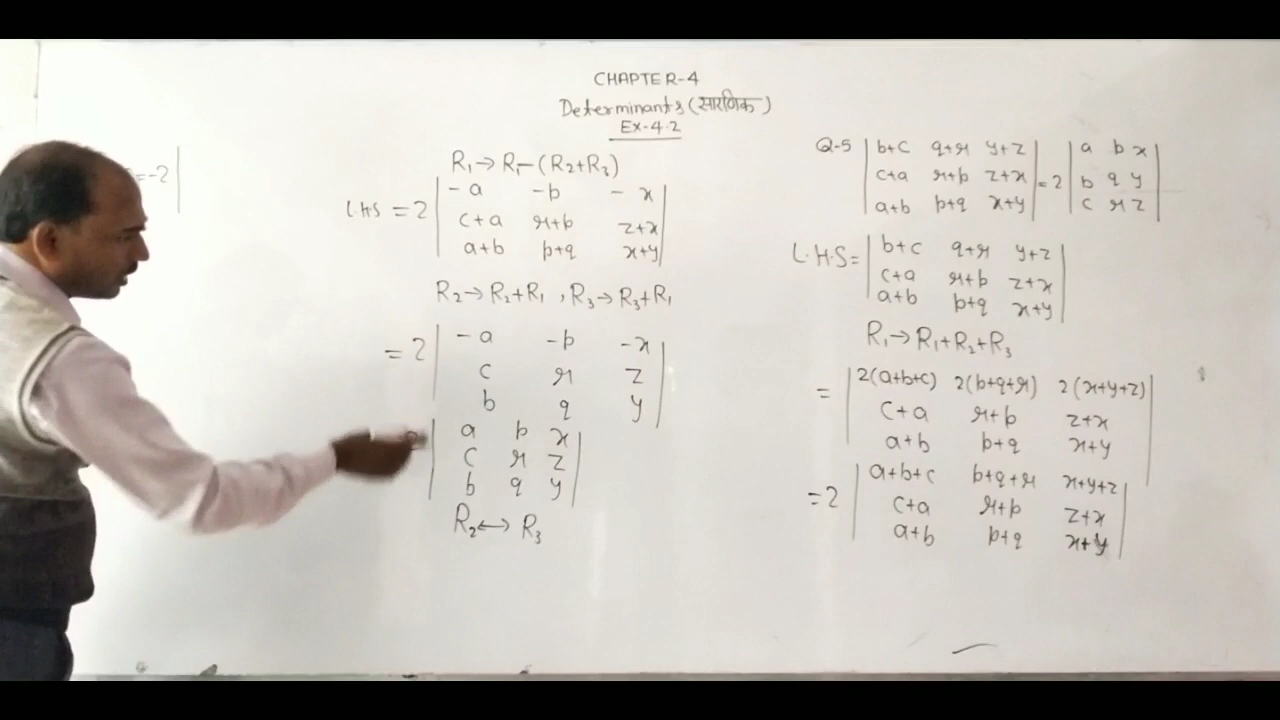 CHAPTER-4
Determinants (सारणिक)
Ex-4.2
Q-5 | b+c q+r y+z | = 2 | a b x |
| c+a r+p z+x | | b q y |
| a+b p+q x+y | | c r z |
L.H.S = | b+c q+r y+z |
| c+a r+p z+x |
| a+b p+q x+y |
R₁→R₁+R₂+R₃
= | 2(a+b+c) 2(p+q+r) 2(x+y+z) |
| c+a r+p z+x |
| a+b p+q x+y |
= 2 | a+b+c p+q+r x+y+z |
| c+a r+p z+x |
| a+b p+q x+y |
R₁→R₁-(R₂+R₃)
L.H.S = 2 | -a -p -x |
| c+a r+p z+x |
| a+b p+q x+y |
R₂→R₂+R₁ , R₃→R₃+R₁
= 2 | -a -p -x |
| c r z |
| b q y |
| a p x |
| c r z |
| b q y |
R₂↔R₃
=-2 |